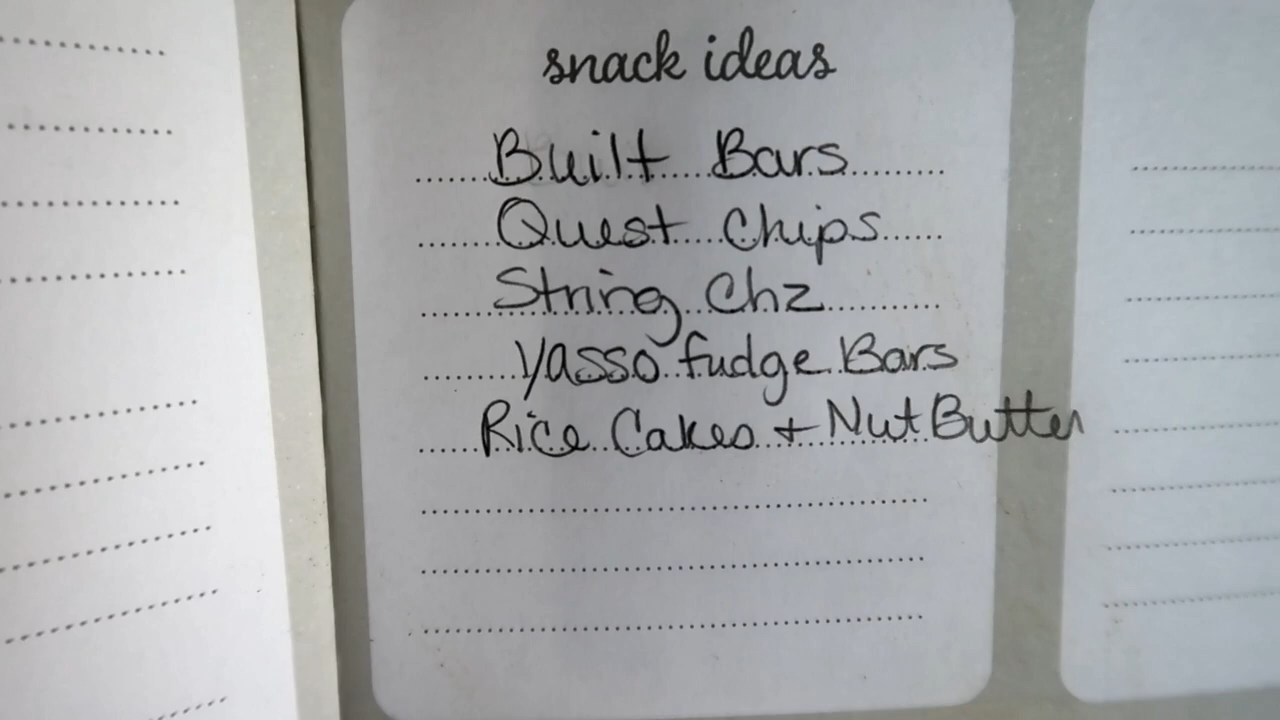 snack ideas
Built Bars
Quest Chips
String Chz
Yasso fudge Bars
Rice Cakes + Nut Butter